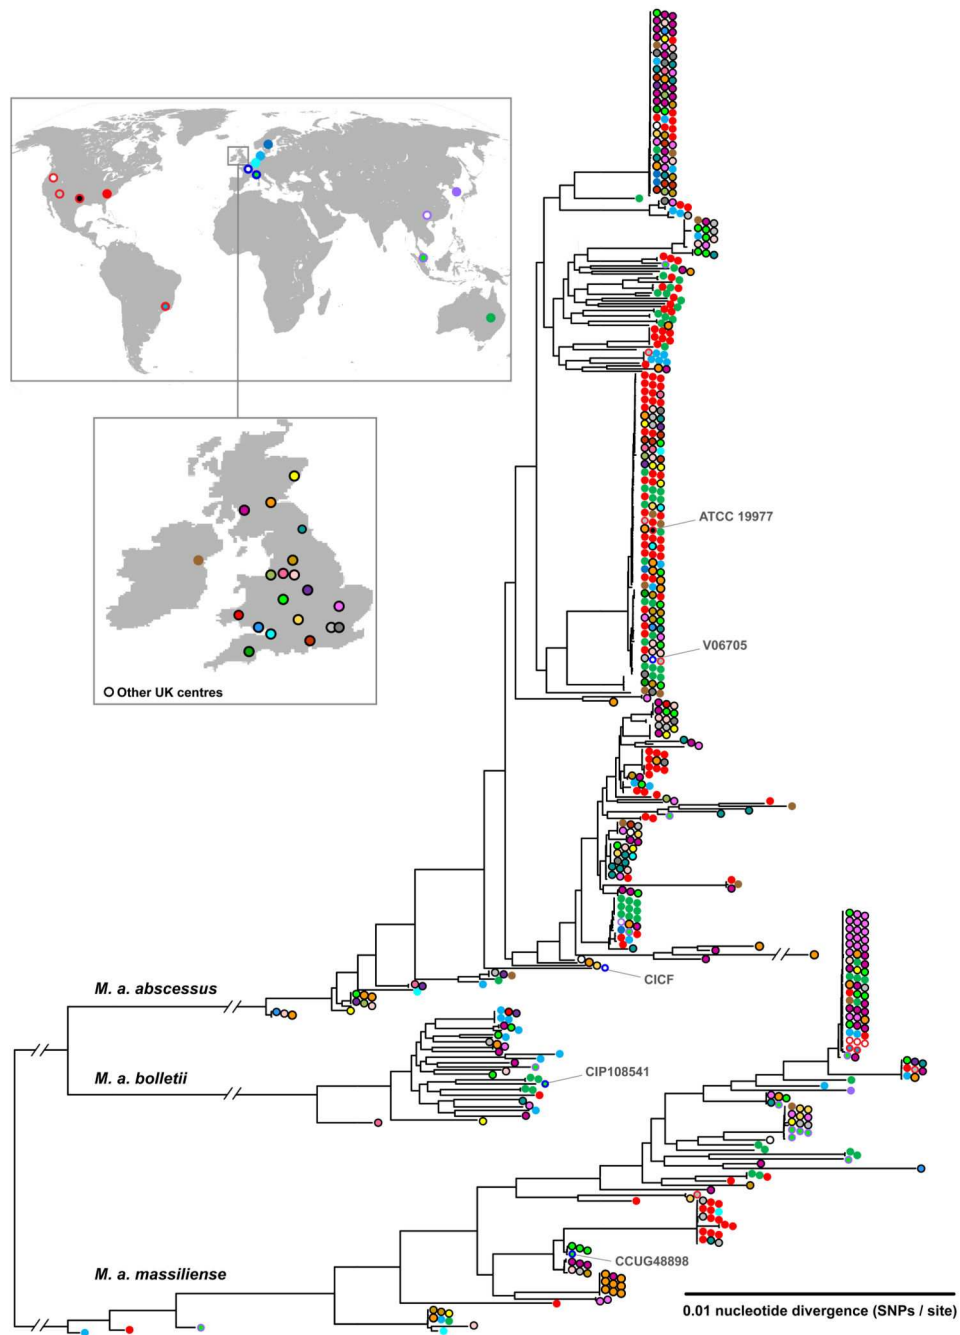 ATCC 19977
V06705
Other UK centres
CICF
M. a. abscessus
CIP108541
M. a. bolletii
CCUG48898
M. a. massiliense
0.01 nucleotide divergence (SNPs / site)